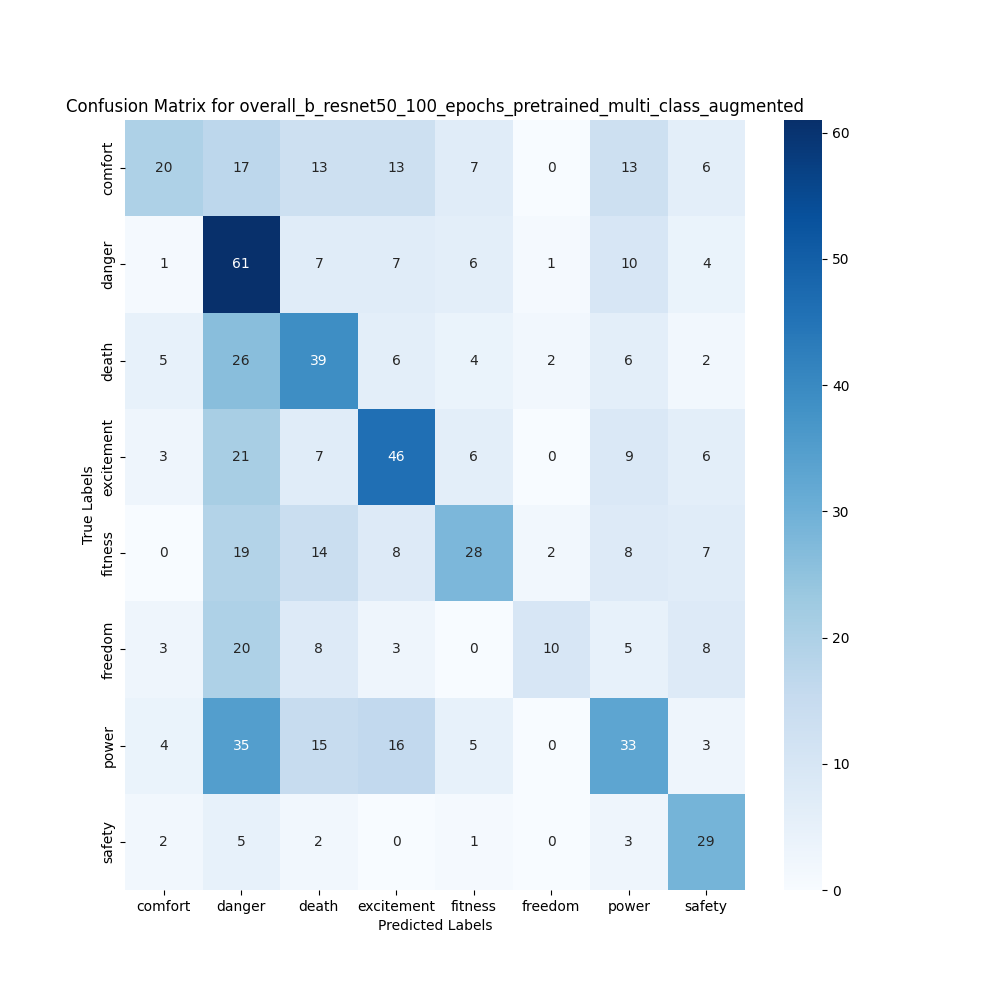 Confusion Matrix for overall_b_resnet50_100_epochs_pretrained_multi_class_augmented
True Labels
comfort 20 17 13 13 7 0 13 6
danger 1 61 7 7 6 1 10 4
death 5 26 39 6 4 2 6 2
excitement 3 21 7 46 6 0 9 6
fitness 0 19 14 8 28 2 8 7
freedom 3 20 8 3 0 10 5 8
power 4 35 15 16 5 0 33 3
safety 2 5 2 0 1 0 3 29
comfort danger death excitement fitness freedom power safety
Predicted Labels
60
50
40
30
20
10
0